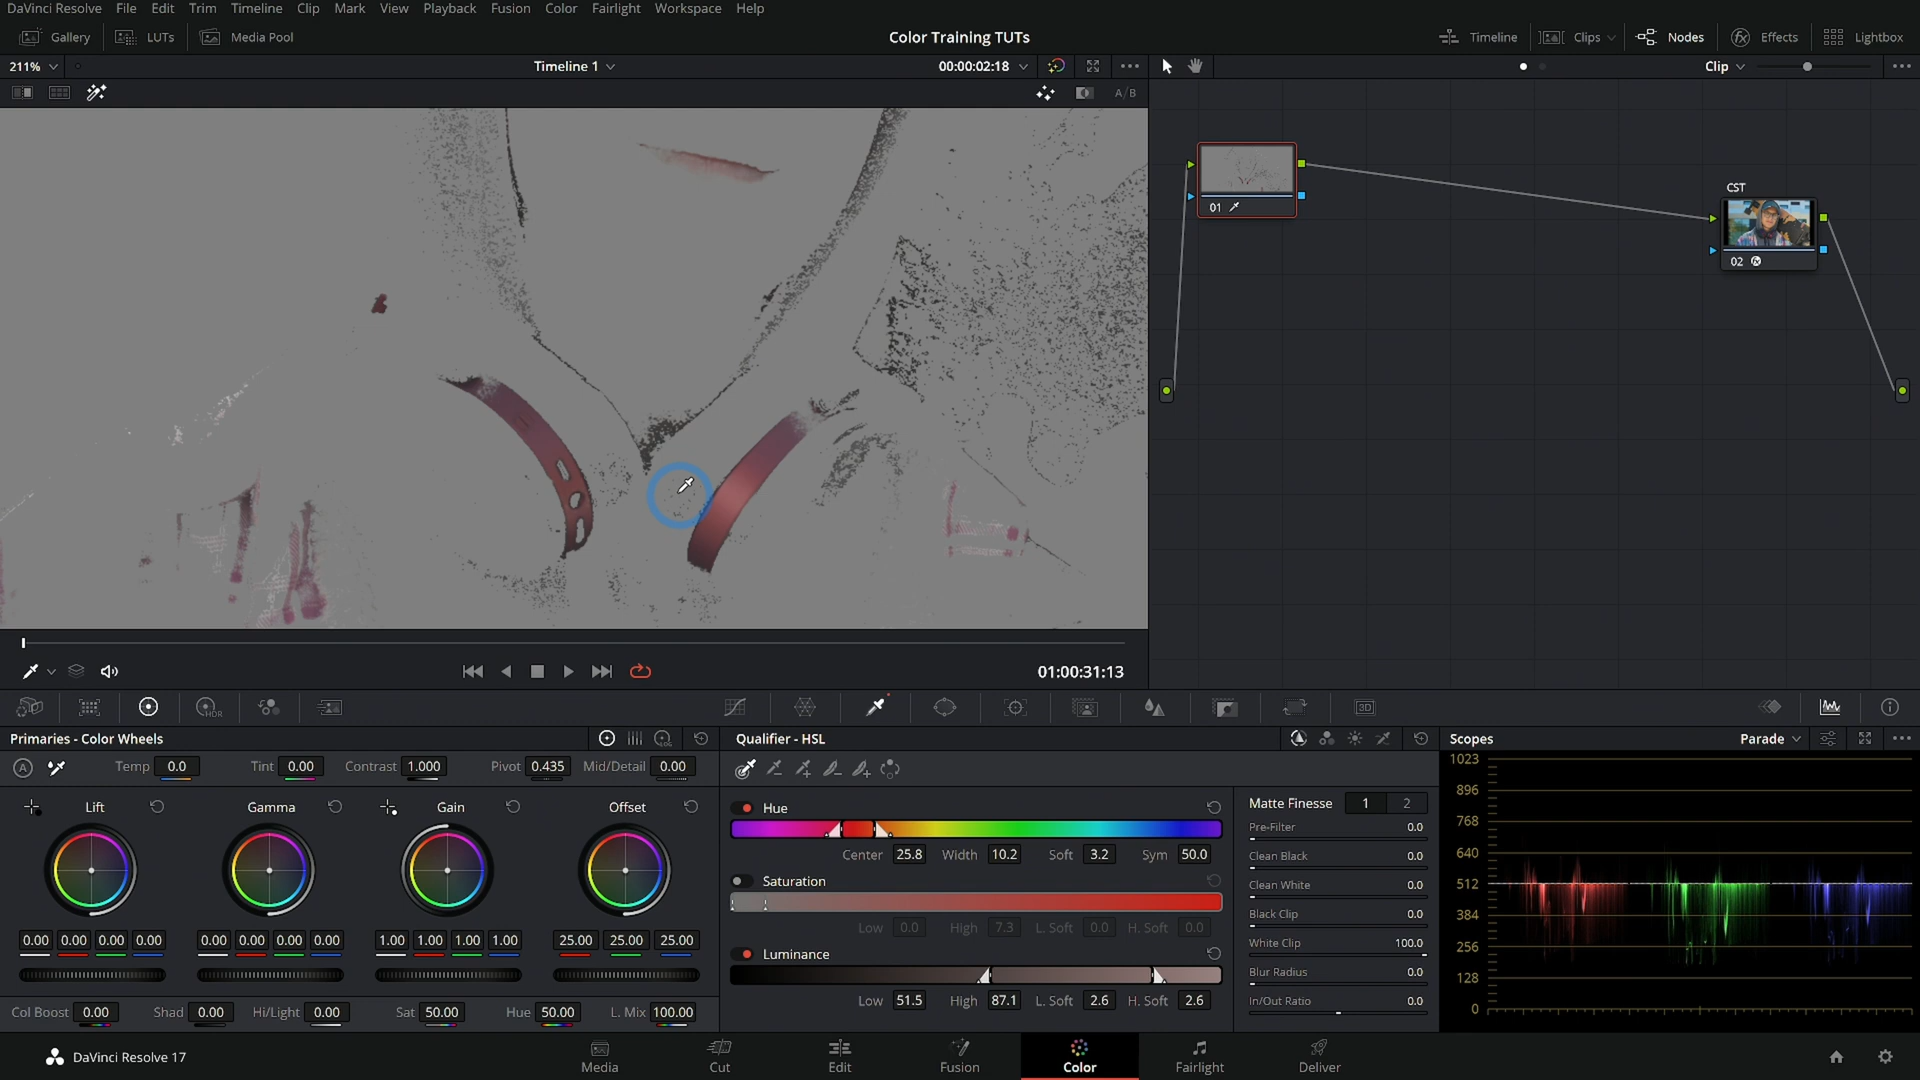 DaVinci Resolve File Edit Trim Timeline Clip Mark View Playback Fusion Color Fairlight Workspace Help
Gallery LUTs Media Pool Color Training TUTs Timeline Clips Nodes Effects Lightbox
211% Timeline 1 00:00:02:18 Clip
A/B
CST
01
02
01:00:31:13
HDR
3D
Primaries - Color Wheels Qualifier - HSL Scopes Parade
A Temp 0.0 Tint 0.00 Contrast 1.000 Pivot 0.435 Mid/Detail 0.00
1023
896
768
640
512
384
256
128
0
Lift Gamma Gain Offset
0.00 0.00 0.00 0.00 0.00 0.00 0.00 0.00 1.00 1.00 1.00 1.00 25.00 25.00 25.00
Col Boost 0.00 Shad 0.00 Hi/Light 0.00 Sat 50.00 Hue 50.00 L. Mix 100.00
Hue
Center 25.8 Width 10.2 Soft 3.2 Sym 50.0
Saturation
Low 0.0 High 7.3 L. Soft 0.0 H. Soft 0.0
Luminance
Low 51.5 High 87.1 L. Soft 2.6 H. Soft 2.6
Matte Finesse 1 2
Pre-Filter 0.0
Clean Black 0.0
Clean White 0.0
Black Clip 0.0
White Clip 100.0
Blur Radius 0.0
In/Out Ratio 0.0
DaVinci Resolve 17 Media Cut Edit Fusion Color Fairlight Deliver